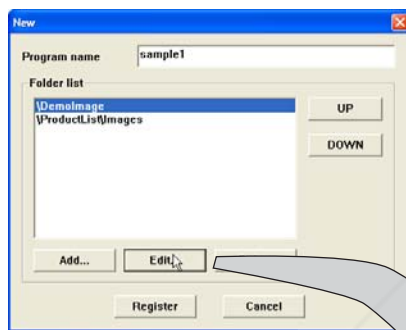 New
Program name sample1
Folder list
\DemoImage
\ProductList\Images
UP
DOWN
Add... Edit
Register Cancel